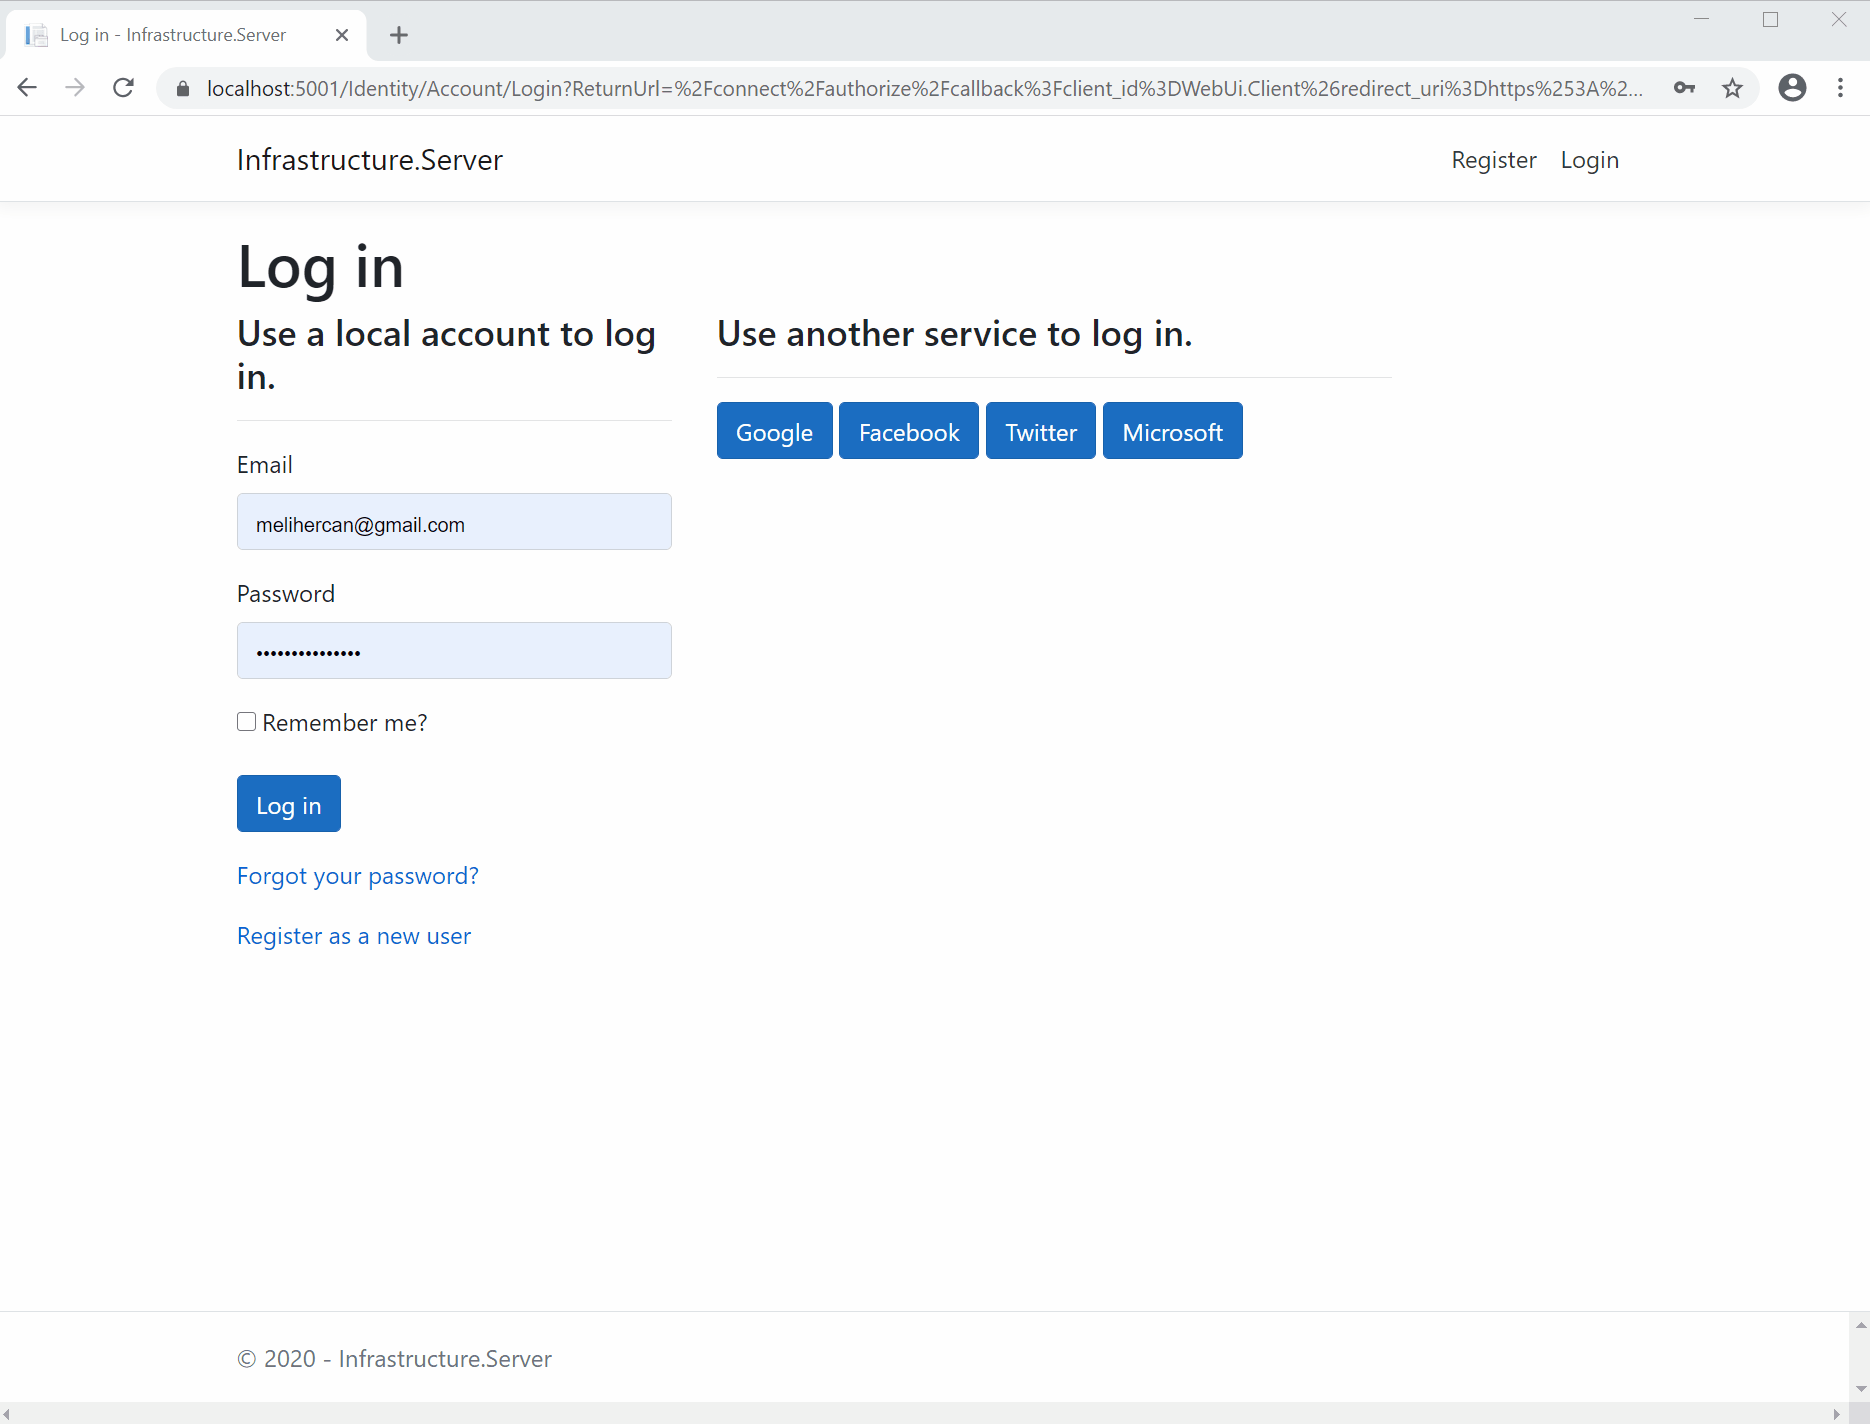 Log in - Infrastructure.Server
localhost:5001/Identity/Account/Login?ReturnUrl=%2Fconnect%2Fauthorize%2Fcallback%3Fclient_id%3DWebUi.Client%26redirect_uri%3Dhttps%253A%2...
Infrastructure.Server
Register Login
Log in
Use a local account to log
in.
Email
melihercan@gmail.com
Password
•••••••••••••••
Remember me?
Log in
Forgot your password?
Register as a new user
Use another service to log in.
Google Facebook Twitter Microsoft
© 2020 - Infrastructure.Server